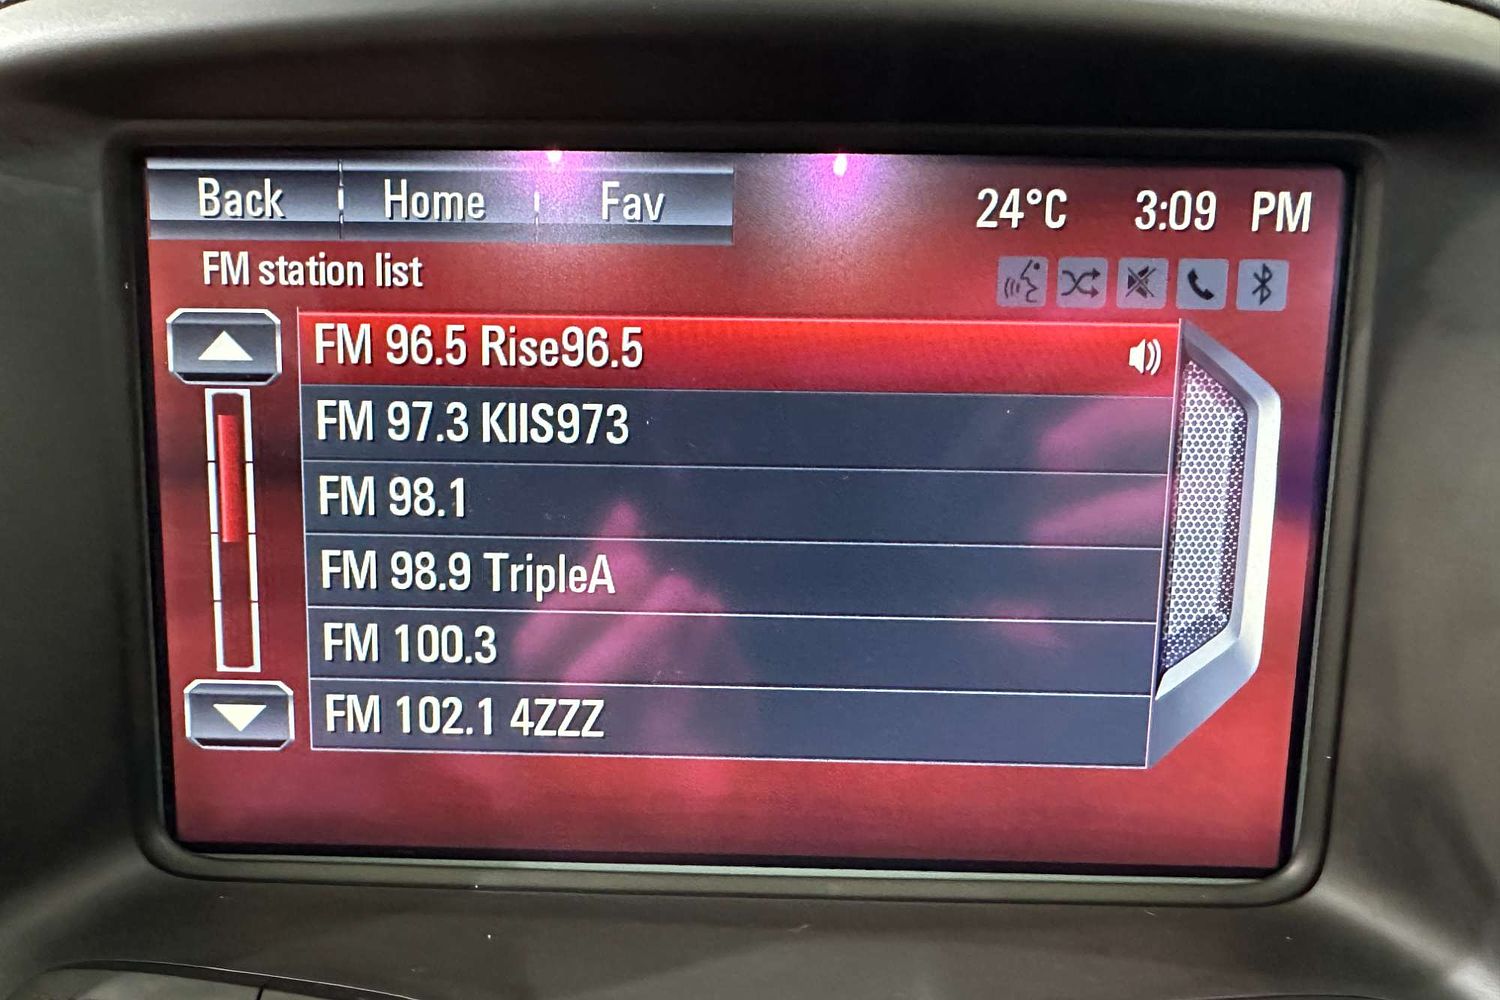 Back Home Fav 24°C 3:09 PM
FM station list
FM 96.5 Rise96.5
FM 97.3 KIIS973
FM 98.1
FM 98.9 TripleA
FM 100.3
FM 102.1 4ZZZ